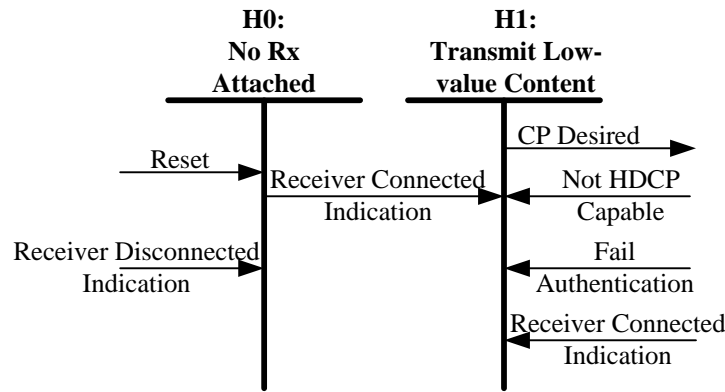 H0:
No Rx
Attached
H1:
Transmit Low-
value Content
CP Desired
Reset
Receiver Connected
Indication
Not HDCP
Capable
Receiver Disconnected
Indication
Fail
Authentication
Receiver Connected
Indication